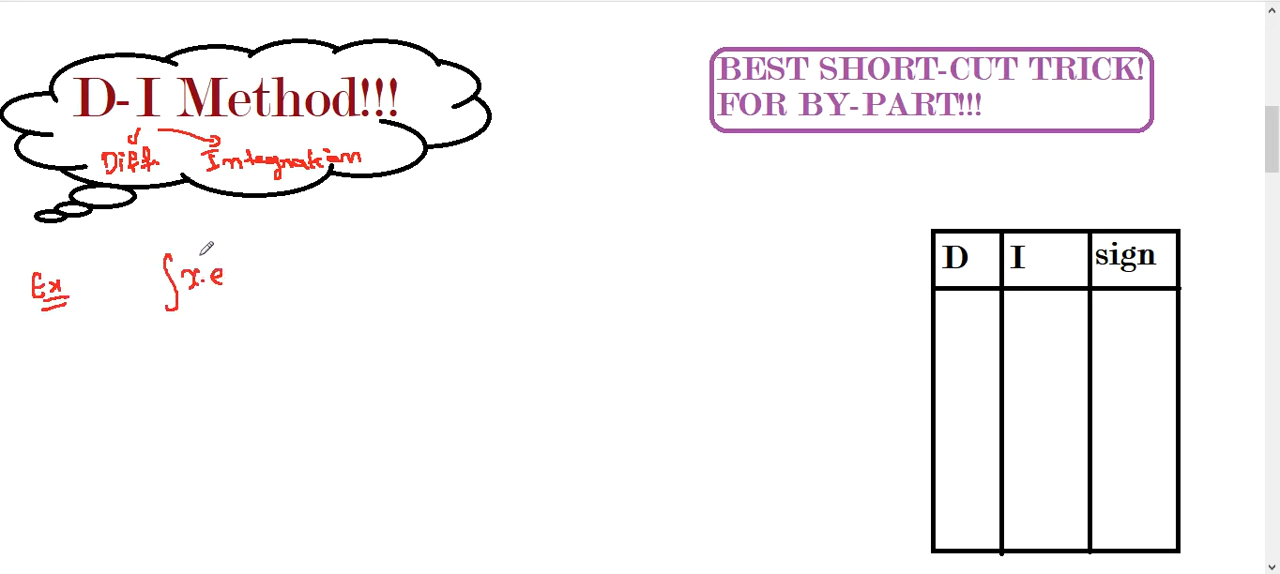 D-I Method!!!
Diff. Integration
BEST SHORT-CUT TRICK!
FOR BY-PART!!!
Ex ∫x.e
D I sign